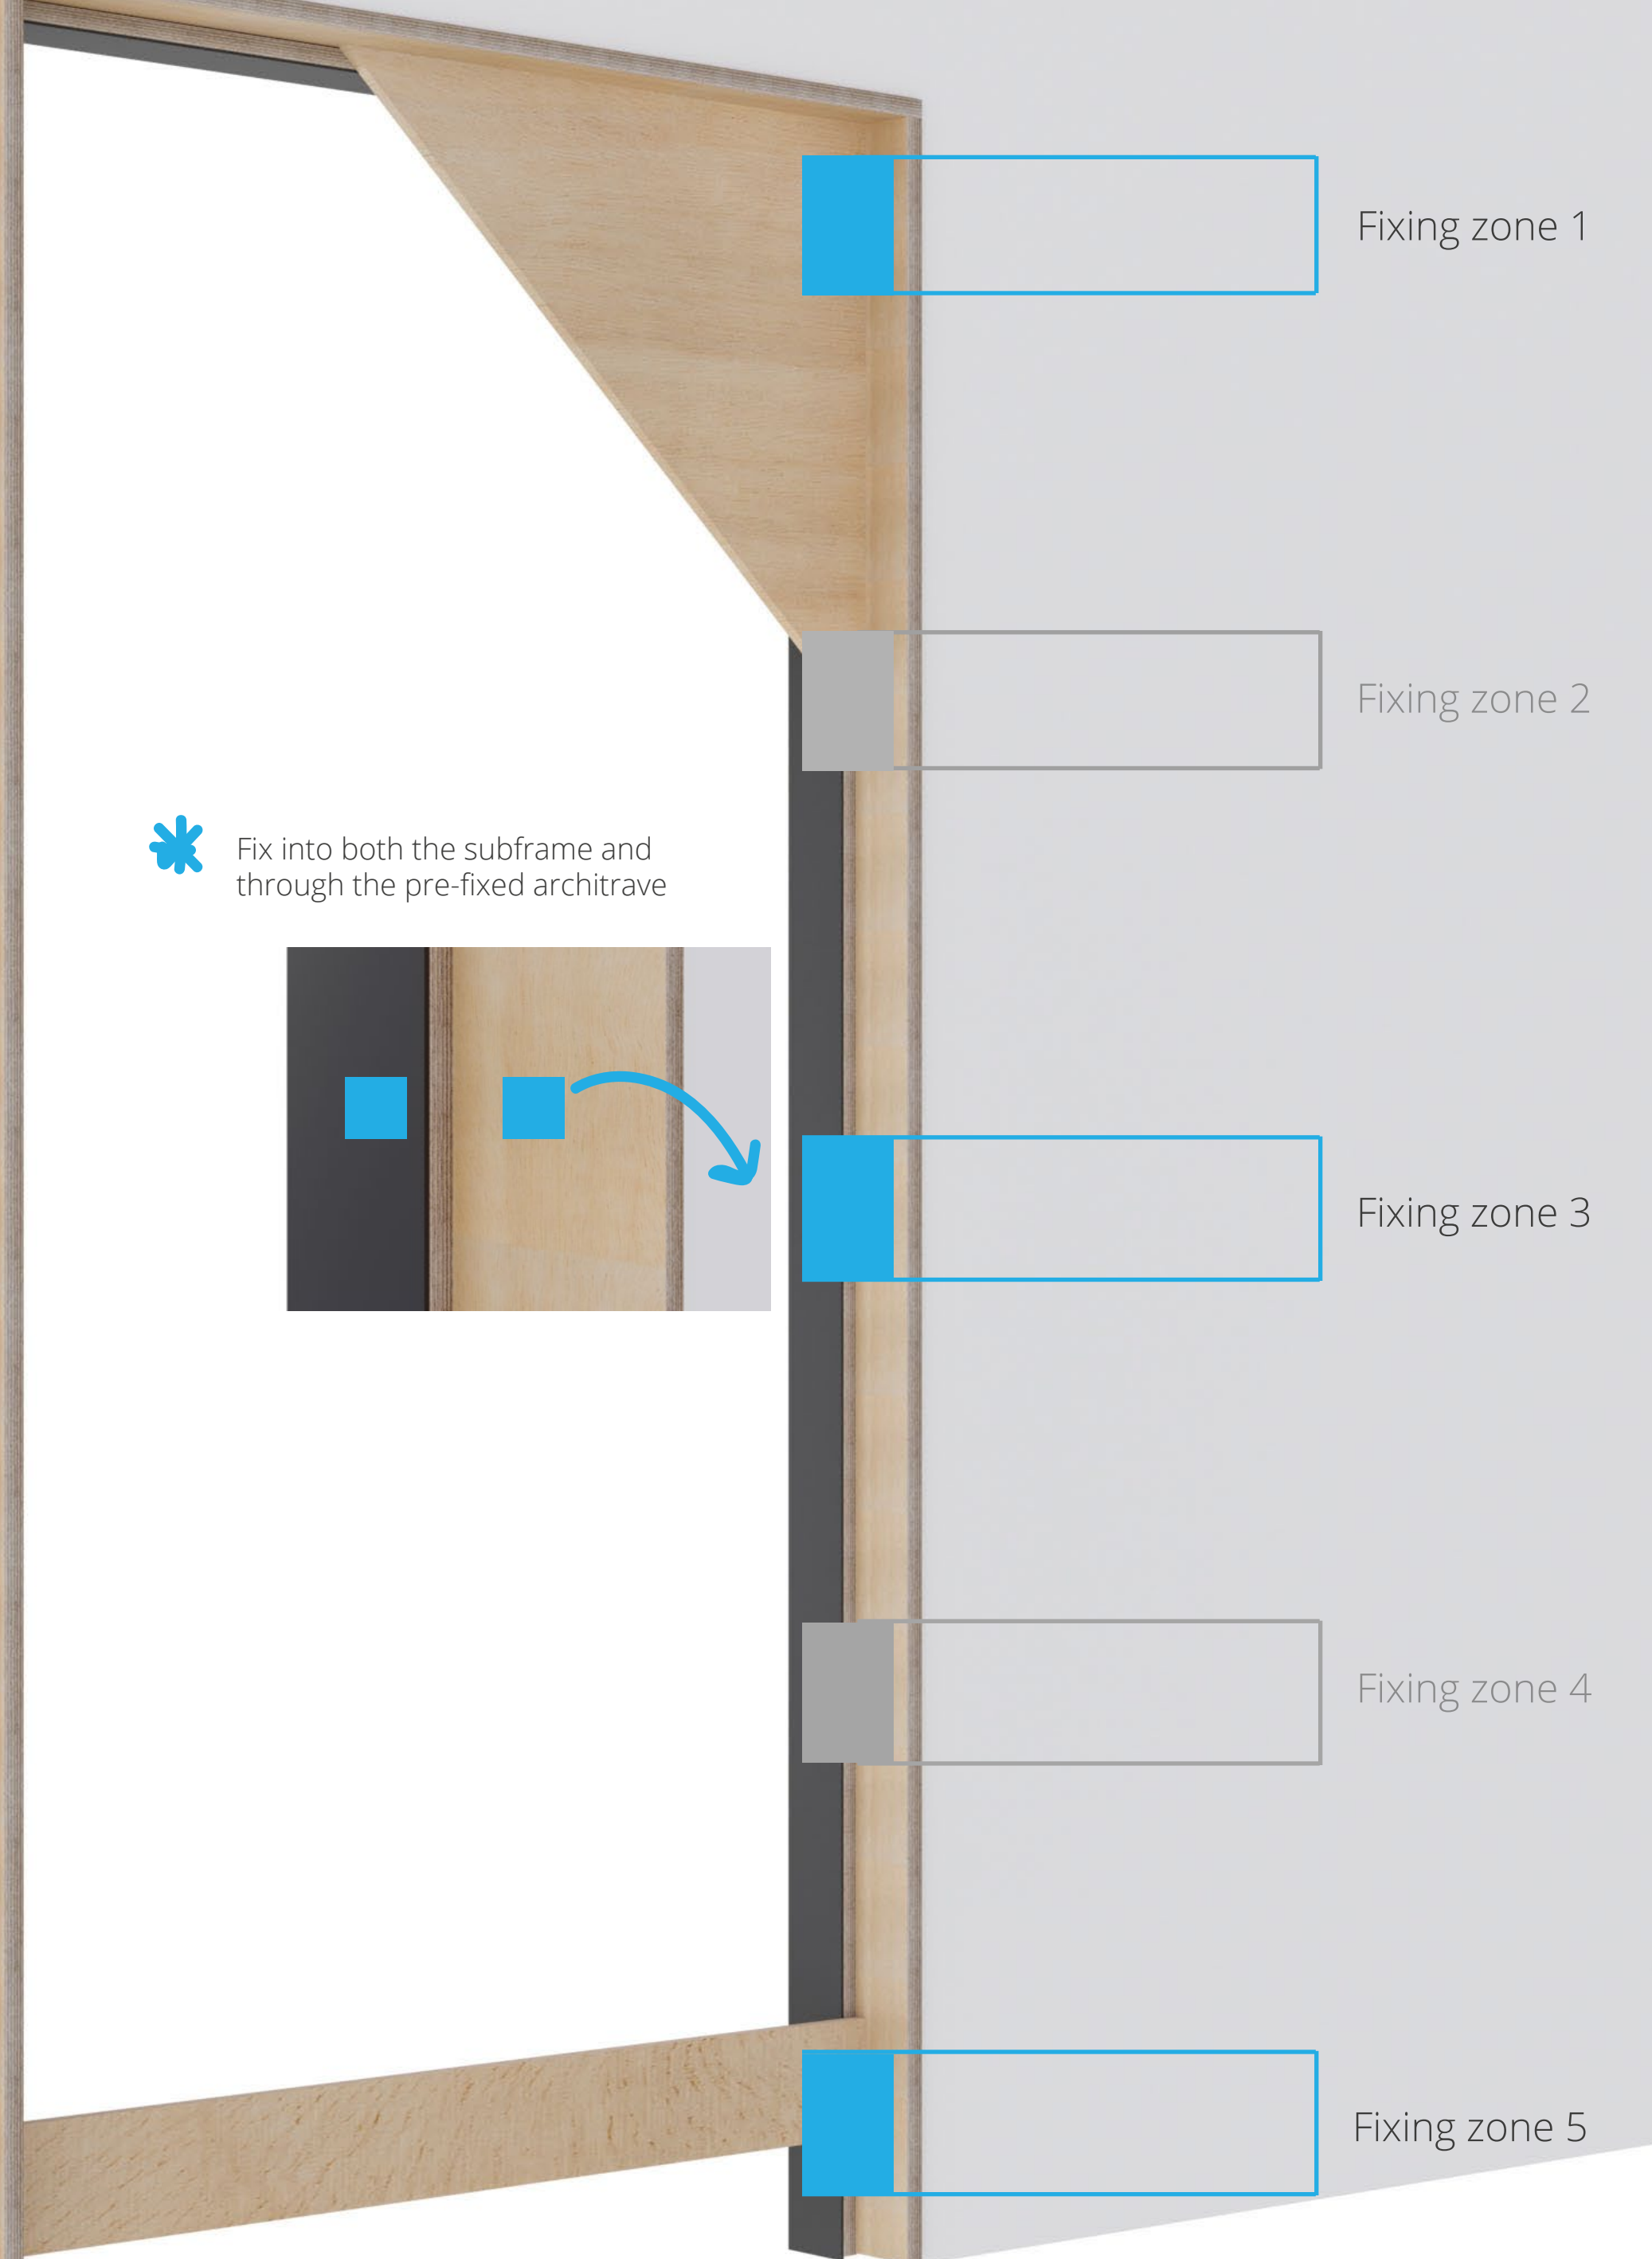 Fixing zone 1
Fixing zone 2
Fix into both the subframe and
through the pre-fixed architrave
Fixing zone 3
Fixing zone 4
Fixing zone 5